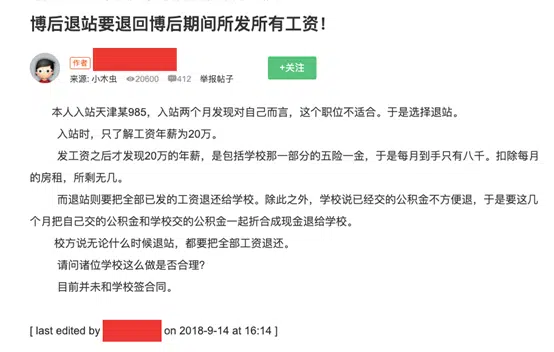 博后退站要退回博后期间所发所有工资！
作者
来源: 小木虫 20600 412 举报帖子
+关注
本人入站天津某985，入站两个月发现对自己而言，这个职位不适合。于是选择退站。
入站时，只了解工资年薪为20万。
发工资之后才发现20万的年薪，是包括学校那一部分的五险一金，于是每月到手只有八千。扣除每月
的房租，所剩无几。
而退站则要把全部已发的工资退还给学校。除此之外，学校说已经交的公积金不方便退，于是要这几
个月把自己交的公积金和学校交的公积金一起折合成现金退给学校。
校方说无论什么时候退站，都要把全部工资退还。
请问诸位学校这么做是否合理?
目前并未和学校签合同。
[ last edited by on 2018-9-14 at 16:14 ]